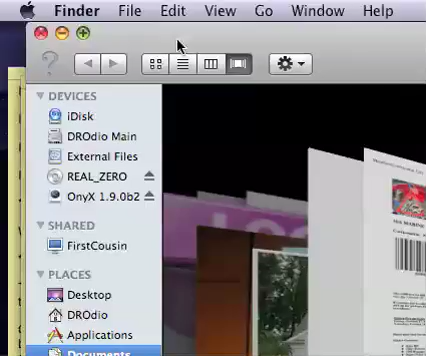 Finder File Edit View Go Window Help
?
DEVICES
iDisk
DROdio Main
External Files
REAL_ZERO
OnyX 1.9.0b2
SHARED
FirstCousin
PLACES
Desktop
DROdio
Applications
Documents